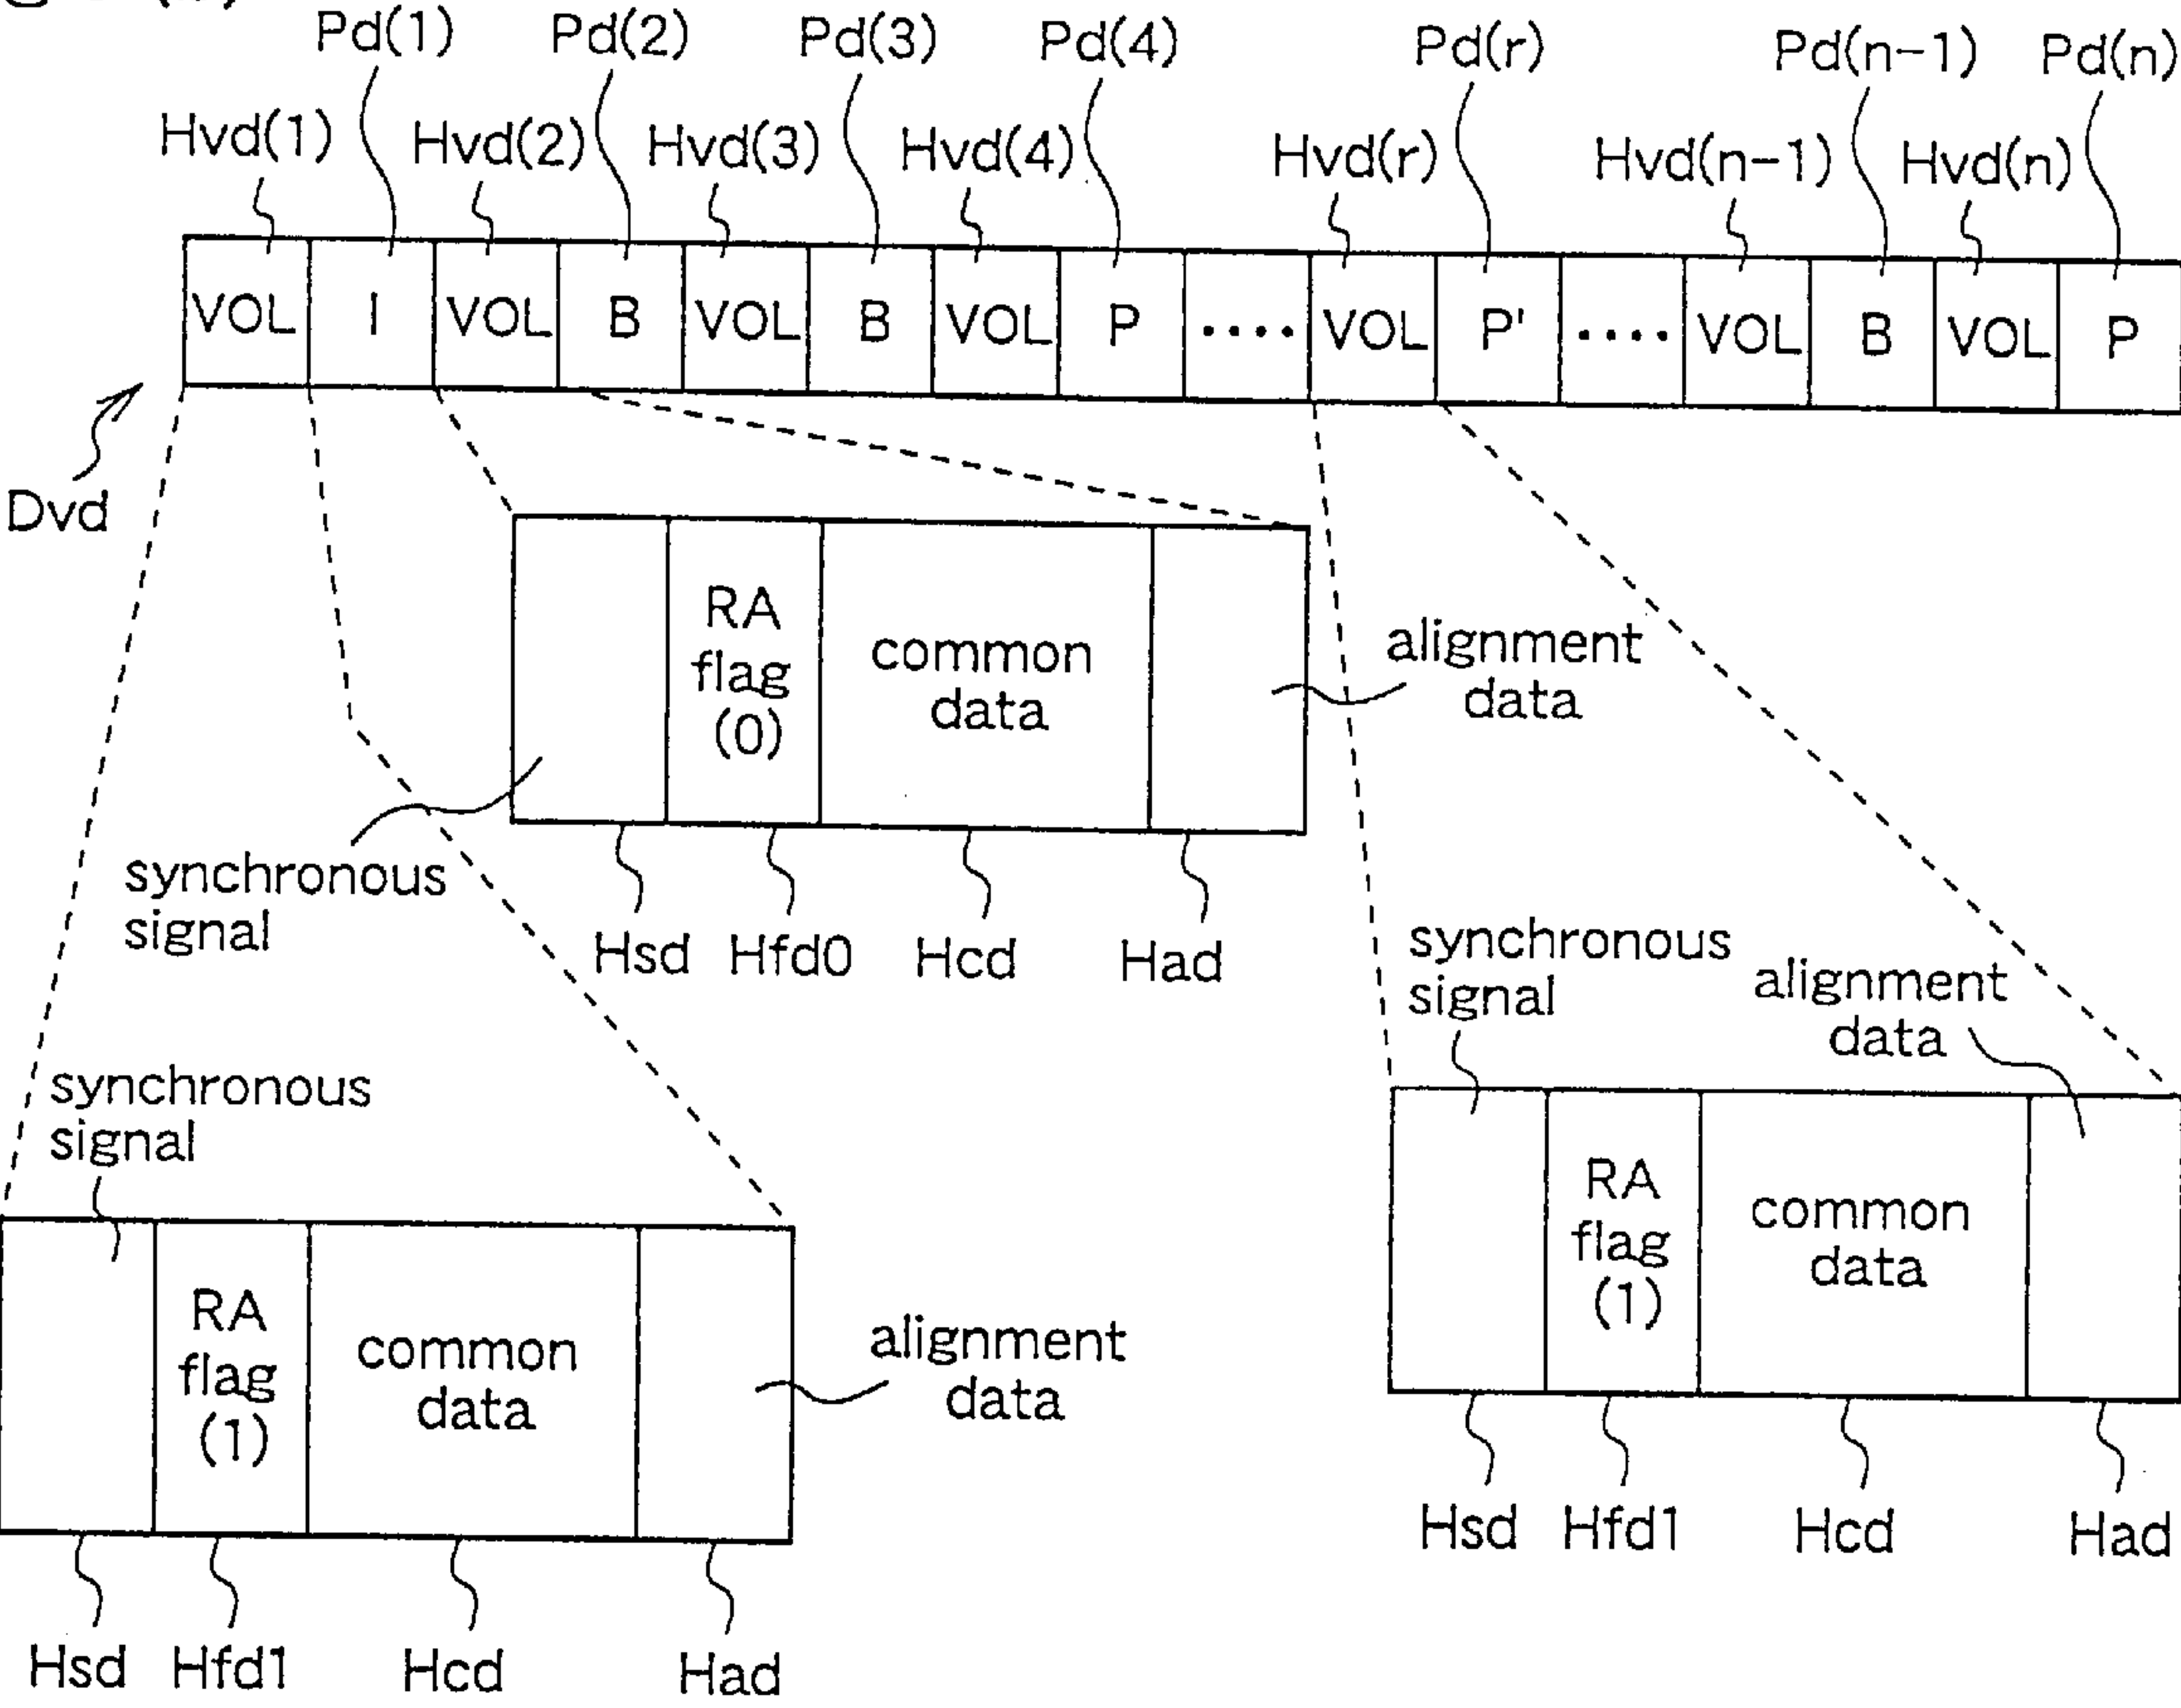 Pd(1) Pd(2) Pd(3) Pd(4) Pd(r) Pd(n-1) Pd(n)
Hvd(1) Hvd(2) Hvd(3) Hvd(4) Hvd(r) Hvd(n-1) Hvd(n)
VOL I VOL B VOL B VOL P .... VOL P' .... VOL B VOL P
Dvd
RA
flag
(0)
common
data
alignment
data
synchronous
signal
Hsd Hfd0 Hcd Had
synchronous
signal
alignment
data
RA
flag
(1)
common
data
Hsd Hfd1 Hcd Had
synchronous
signal
RA
flag
(1)
common
data
alignment
data
Hsd Hfd1 Hcd Had